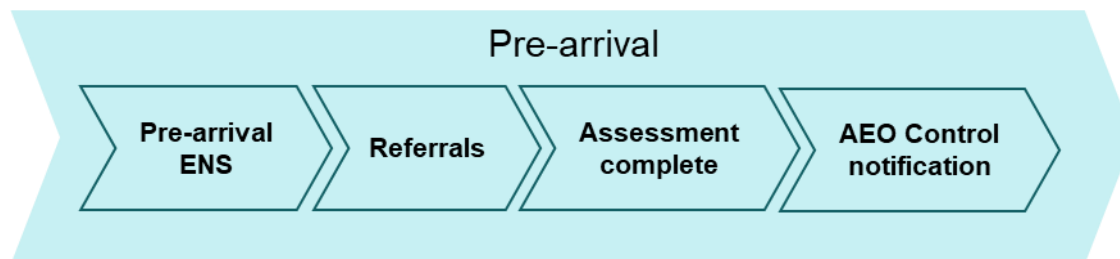 Pre-arrival
Pre-arrival
ENS
Referrals
Assessment
complete
AEO Control
notification